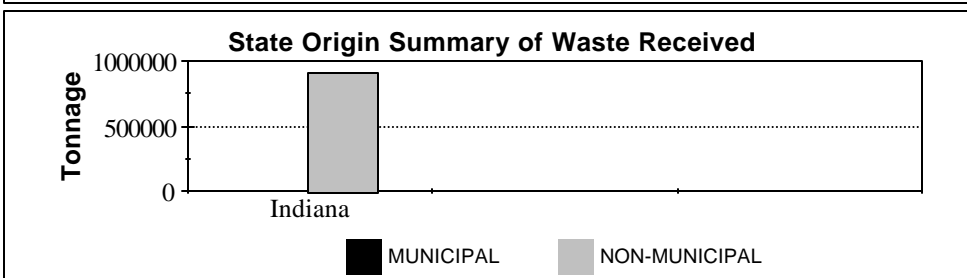 State Origin Summary of Waste Received
Tonnage
1000000
500000
0
Indiana
MUNICIPAL
NON-MUNICIPAL